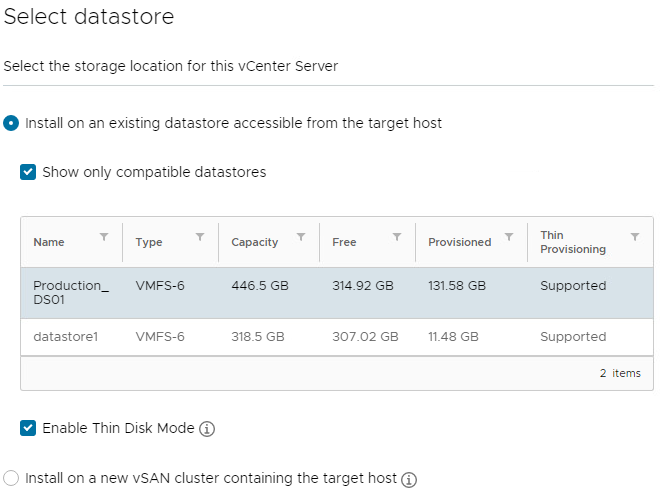 Select datastore
Select the storage location for this vCenter Server
Install on an existing datastore accessible from the target host
Show only compatible datastores
Name Type Capacity Free Provisioned Thin Provisioning
Production_DS01 VMFS-6 446.5 GB 314.92 GB 131.58 GB Supported
datastore1 VMFS-6 318.5 GB 307.02 GB 11.48 GB Supported
2 items
Enable Thin Disk Mode
Install on a new vSAN cluster containing the target host